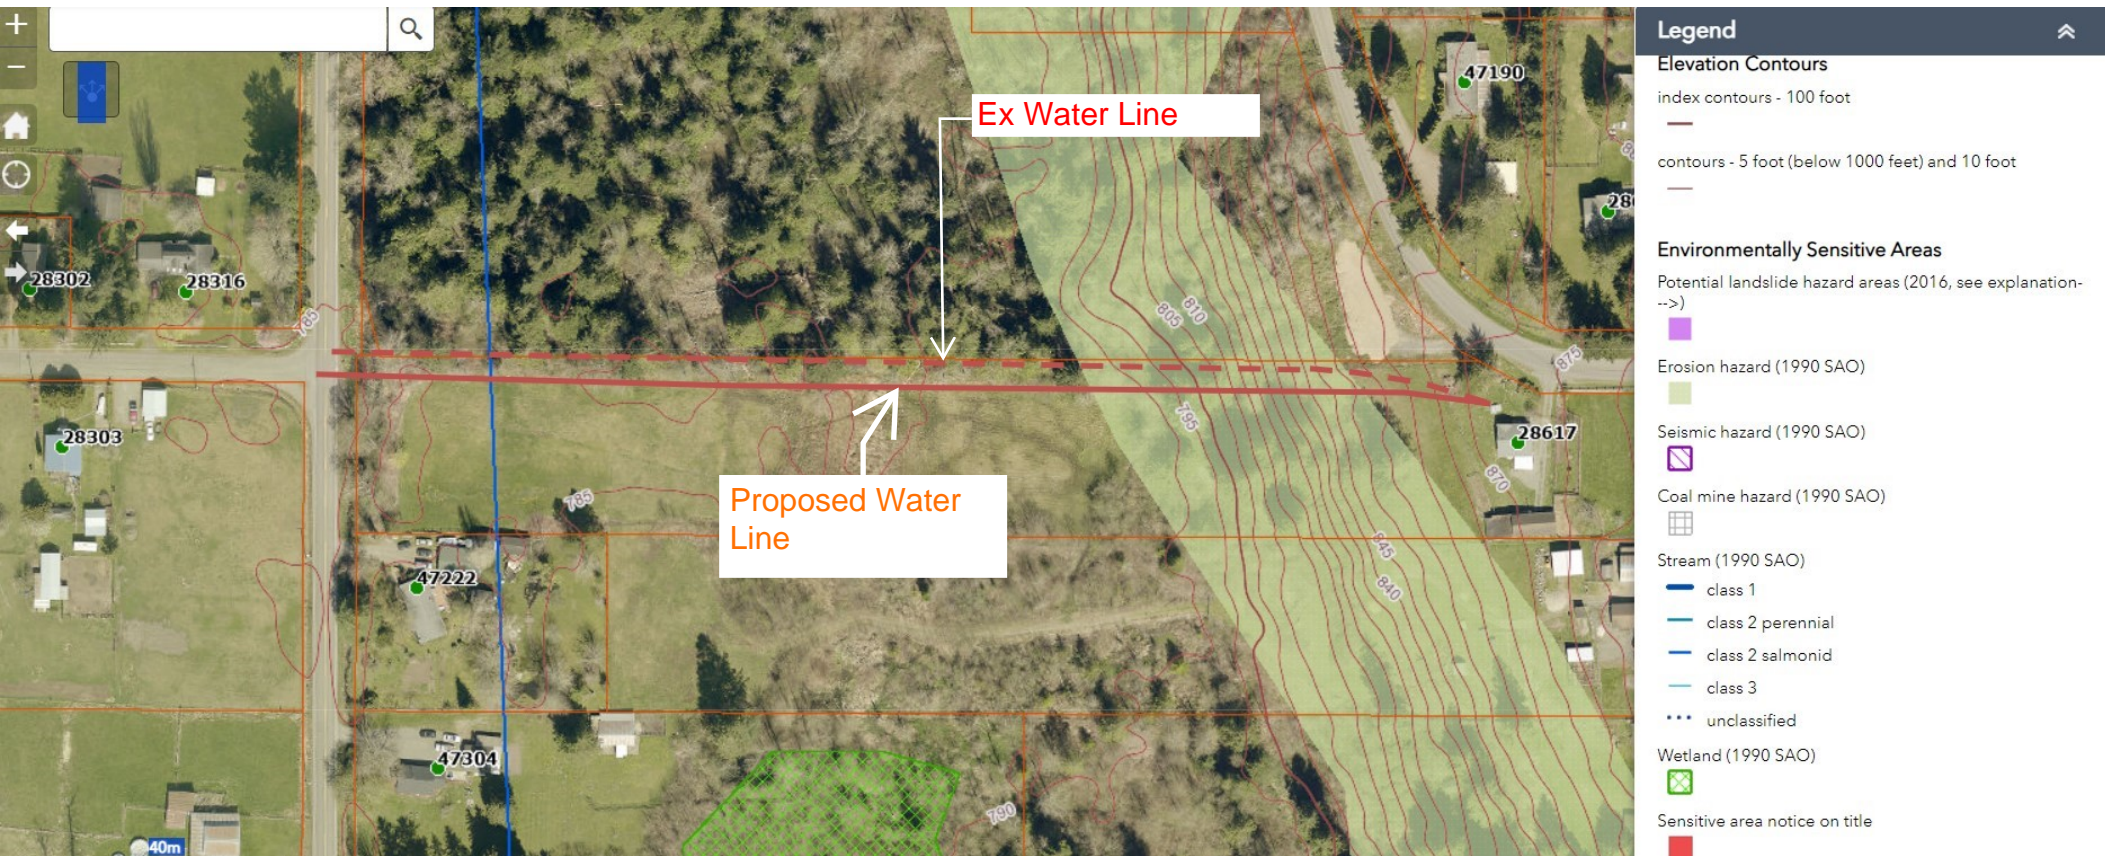 Ex Water Line
Proposed Water
Line
47190
28302
28316
28303
28617
47222
47304
785
805
810
875
795
870
785
845
840
790
40m
Legend
Elevation Contours
index contours - 100 foot
contours - 5 foot (below 1000 feet) and 10 foot
Environmentally Sensitive Areas
Potential landslide hazard areas (2016, see explanation-
-->)
Erosion hazard (1990 SAO)
Seismic hazard (1990 SAO)
Coal mine hazard (1990 SAO)
Stream (1990 SAO)
class 1
class 2 perennial
class 2 salmonid
class 3
unclassified
Wetland (1990 SAO)
Sensitive area notice on title